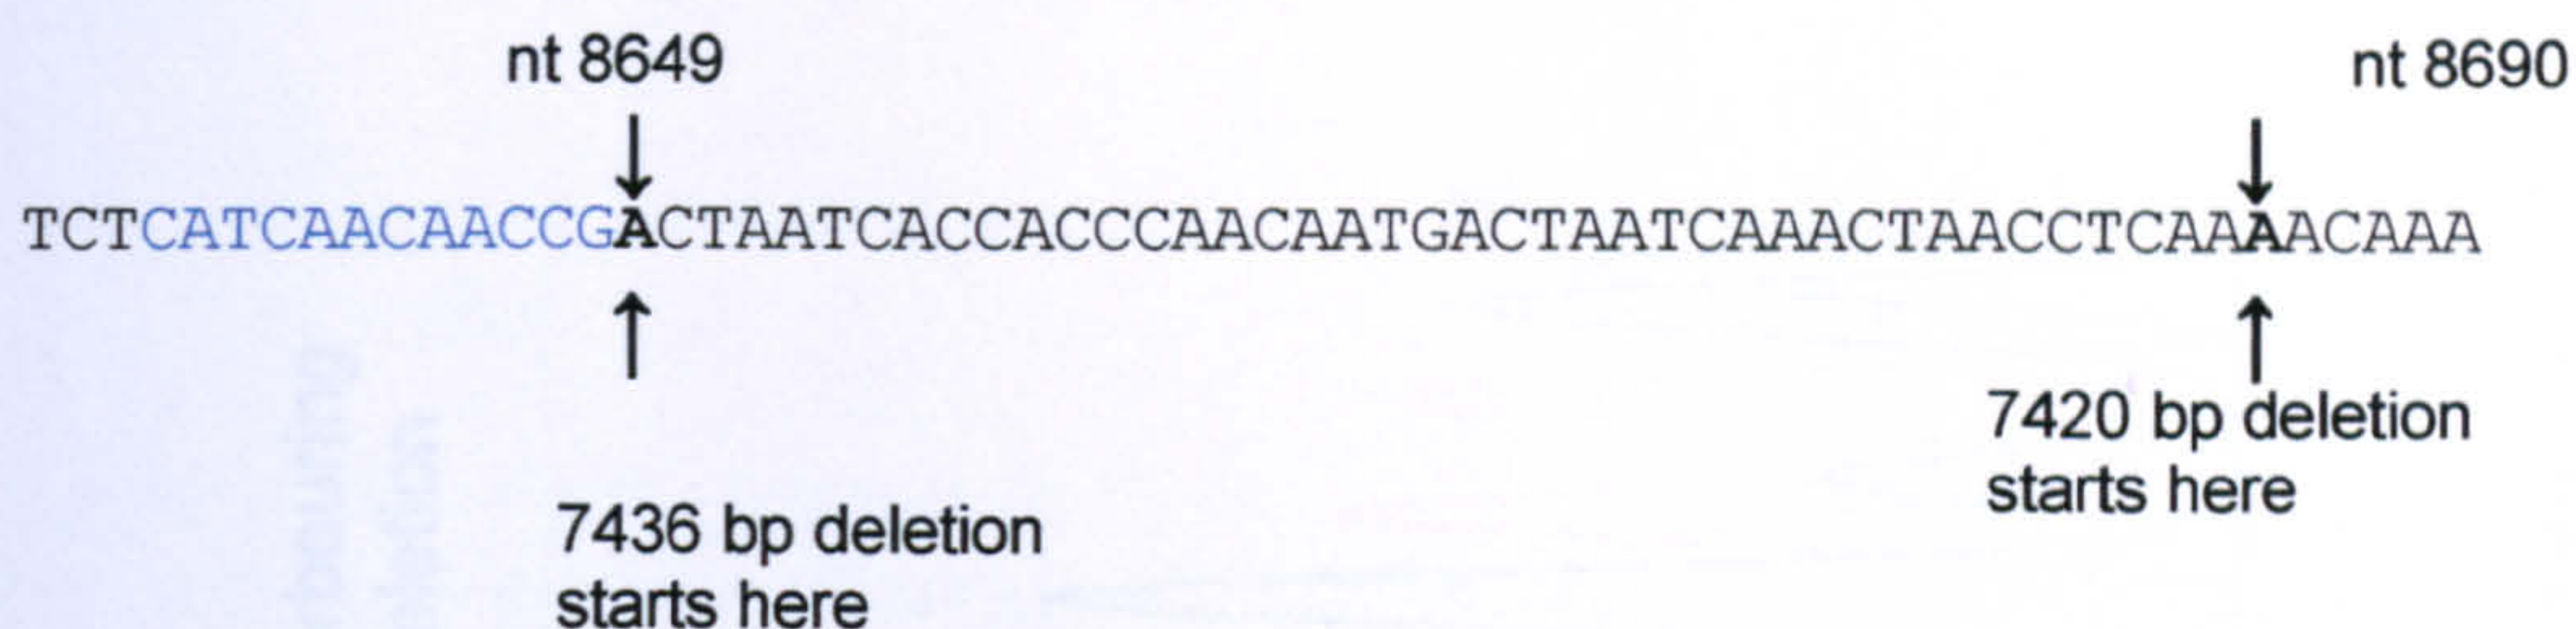 nt 8649
nt 8690
TCTCATCAACAACCGACTAATCACCACCCAACAATGACTAATCAAACTAACCTCAAAACAAA
7420 bp deletion
starts here
7436 bp deletion
starts here